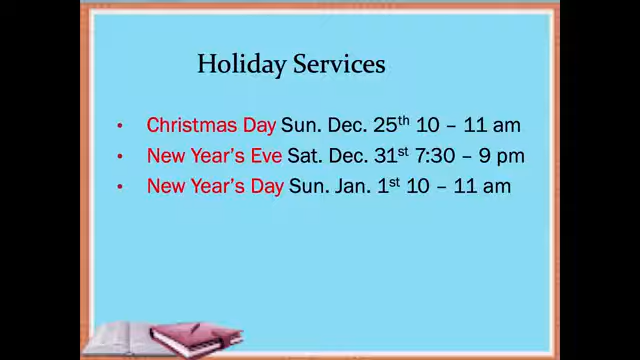 Holiday Services
• Christmas Day Sun. Dec. 25th 10 – 11 am
• New Year’s Eve Sat. Dec. 31st 7:30 – 9 pm
• New Year’s Day Sun. Jan. 1st 10 – 11 am